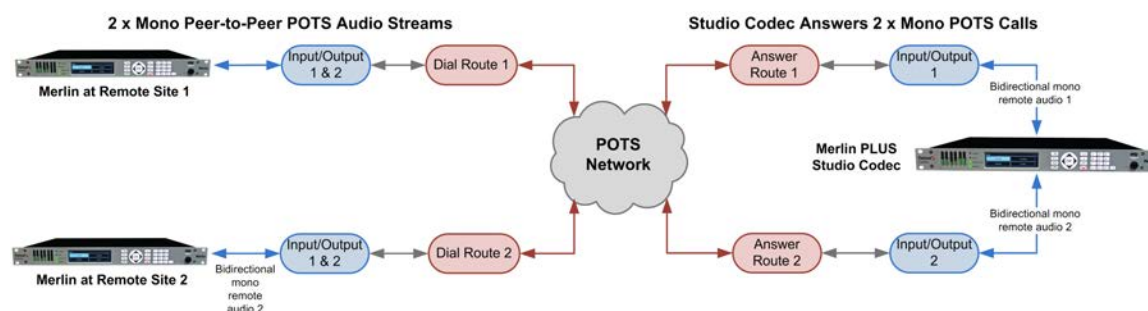 2 x Mono Peer-to-Peer POTS Audio Streams
Studio Codec Answers 2 x Mono POTS Calls
Input/Output
1 & 2
Dial Route 1
Answer
Route 1
Input/Output
1
Merlin at Remote Site 1
Bidirectional mono
remote audio 1
POTS
Network
Merlin PLUS
Studio Codec
Bidirectional mono
remote audio 2
Input/Output
1 & 2
Dial Route 2
Answer
Route 2
Input/Output
2
Merlin at Remote Site 2
Bidirectional
mono
remote
audio 2